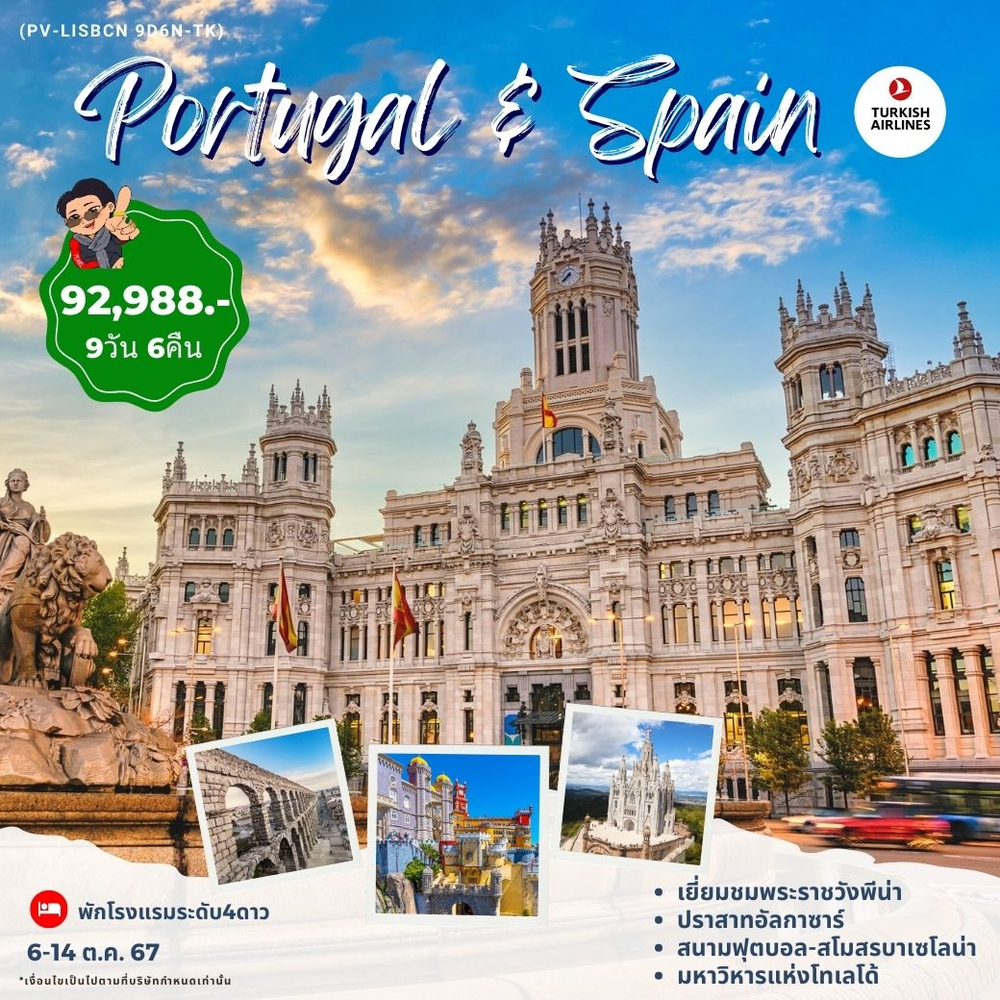 (PV-LISBCN 9D6N-TK)
Portugal & Spain
TURKISH
AIRLINES
92,988.-
9วัน 6คืน
พักโรงแรมระดับ4ดาว
6-14 ต.ค. 67
*เงื่อนไขเป็นไปตามที่บริษัทกำหนดเท่านั้น
• เยี่ยมชมพระราชวังพีน่า
• ปราสาทอัลกาซาร์
• สนามฟุตบอล-สโมสรบาเซโลน่า
• มหาวิหารแห่งโทเลโด้